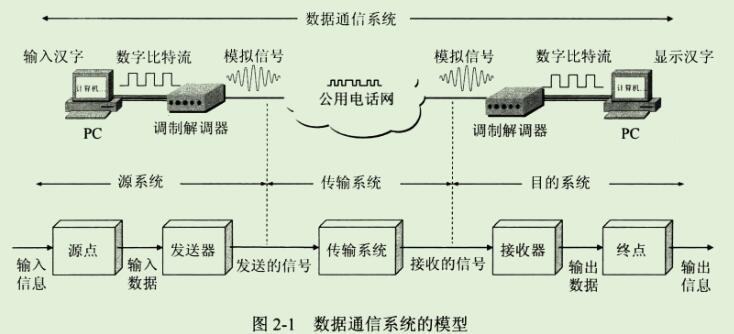 数据通信系统
输入汉字 数字比特流 模拟信号 模拟信号 数字比特流 显示汉字
计算机... 公用电话网 计算机...
PC 调制解调器 调制解调器 PC
源系统 传输系统 目的系统
源点 发送器 传输系统 接收器 终点
输入信息 输入数据 发送的信号 接收的信号 输出数据 输出信息
图 2-1 数据通信系统的模型